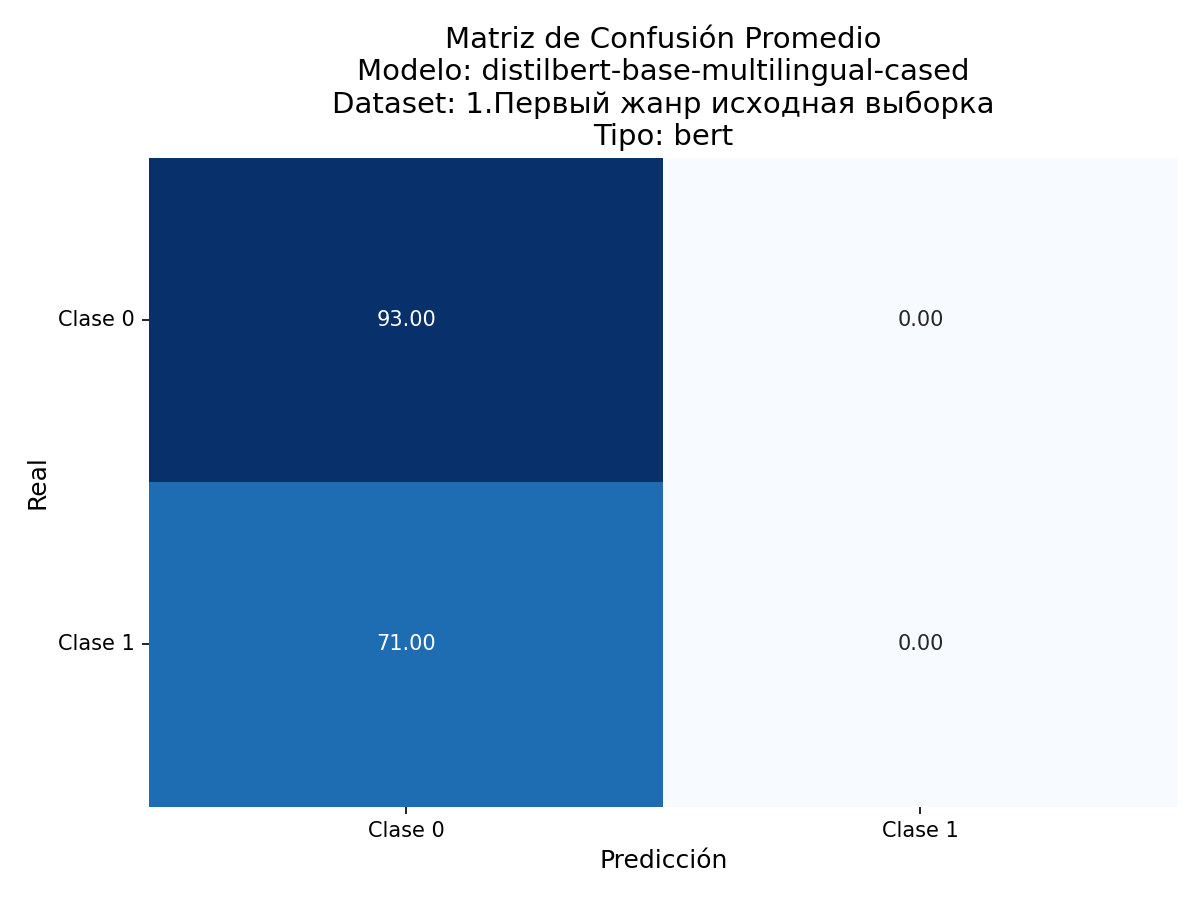 Matriz de Confusión Promedio
Modelo: distilbert-base-multilingual-cased
Dataset: 1.Первый жанр исходная выборка
Tipo: bert
Clase 0
93.00
0.00
Real
Clase 1
71.00
0.00
Clase 0
Clase 1
Predicción